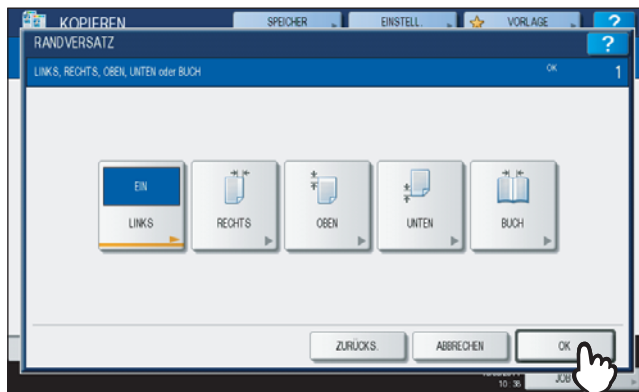 KOPIEREN SPEICHER EINSTELL. VORLAGE ?
RANDVERSATZ ?
LINKS, RECHTS, OBEN, UNTEN oder BUCH OK 1
EIN
LINKS RECHTS OBEN UNTEN BUCH
ZURÜCKS. ABBRECHEN OK
10:36 JOB